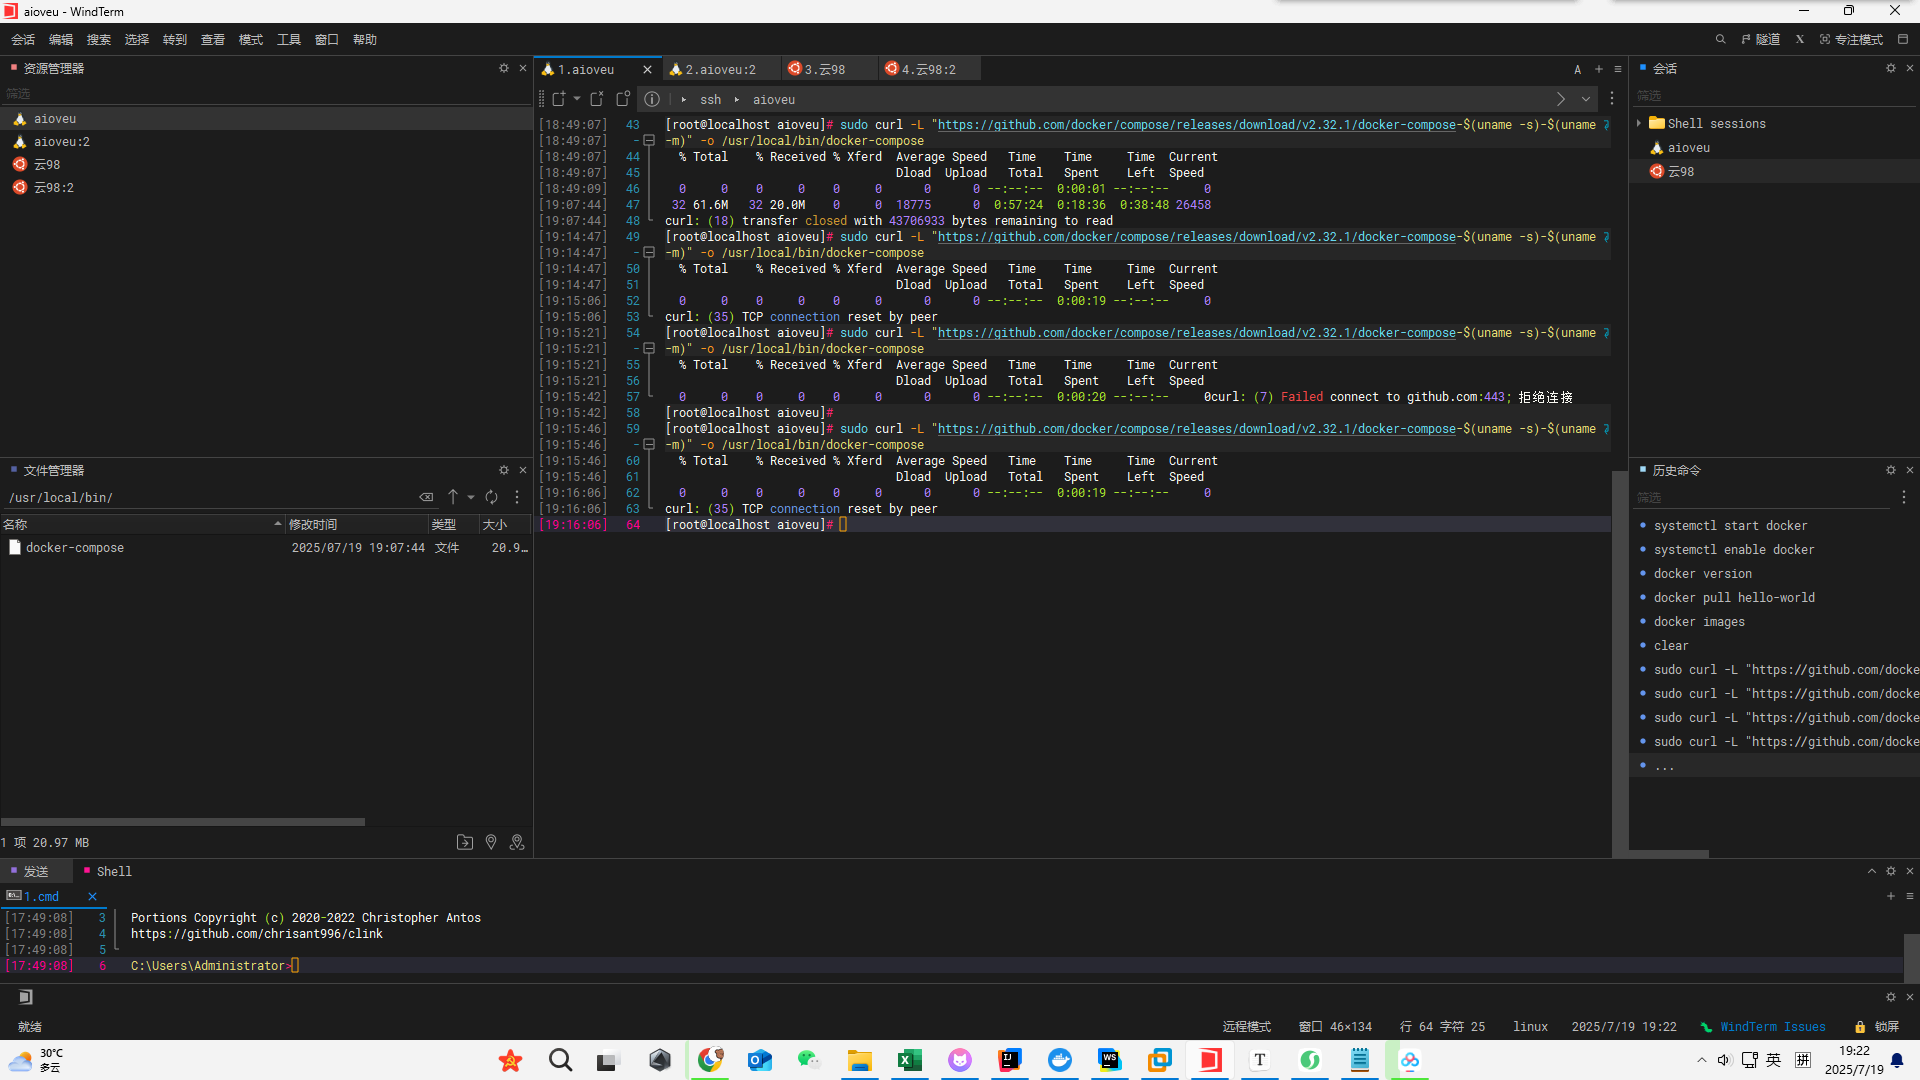 aioveu - WindTerm
会话 编辑 搜索 选择 转到 查看 模式 工具 窗口 帮助
隧道 X 专注模式
资源管理器
筛选
aioveu
aioveu:2
云98
云98:2
文件管理器
/usr/local/bin/
名称 修改时间 类型 大小
docker-compose 2025/07/19 19:07:44 文件 20.9…
1 项 20.97 MB
1.aioveu 2.aioveu:2 3.云98 4.云98:2
A
ssh aioveu
[18:49:07] 43 [root@localhost aioveu]# sudo curl -L "https://github.com/docker/compose/releases/download/v2.32.1/docker-compose-$(uname -s)-$(uname
[18:49:07] - -m)" -o /usr/local/bin/docker-compose
[18:49:07] 44 % Total % Received % Xferd Average Speed Time Time Time Current
[18:49:07] 45 Dload Upload Total Spent Left Speed
[18:49:09] 46 0 0 0 0 0 0 0 0 --:--:-- 0:00:01 --:--:-- 0
[19:07:44] 47 32 61.6M 32 20.0M 0 0 18775 0 0:57:24 0:18:36 0:38:48 26458
[19:07:44] 48 curl: (18) transfer closed with 43706933 bytes remaining to read
[19:14:47] 49 [root@localhost aioveu]# sudo curl -L "https://github.com/docker/compose/releases/download/v2.32.1/docker-compose-$(uname -s)-$(uname
[19:14:47] - -m)" -o /usr/local/bin/docker-compose
[19:14:47] 50 % Total % Received % Xferd Average Speed Time Time Time Current
[19:14:47] 51 Dload Upload Total Spent Left Speed
[19:15:06] 52 0 0 0 0 0 0 0 0 --:--:-- 0:00:19 --:--:-- 0
[19:15:06] 53 curl: (35) TCP connection reset by peer
[19:15:21] 54 [root@localhost aioveu]# sudo curl -L "https://github.com/docker/compose/releases/download/v2.32.1/docker-compose-$(uname -s)-$(uname
[19:15:21] - -m)" -o /usr/local/bin/docker-compose
[19:15:21] 55 % Total % Received % Xferd Average Speed Time Time Time Current
[19:15:21] 56 Dload Upload Total Spent Left Speed
[19:15:42] 57 0 0 0 0 0 0 0 0 --:--:-- 0:00:20 --:--:-- 0curl: (7) Failed connect to github.com:443; 拒绝连接
[19:15:42] 58 [root@localhost aioveu]#
[19:15:46] 59 [root@localhost aioveu]# sudo curl -L "https://github.com/docker/compose/releases/download/v2.32.1/docker-compose-$(uname -s)-$(uname
[19:15:46] - -m)" -o /usr/local/bin/docker-compose
[19:15:46] 60 % Total % Received % Xferd Average Speed Time Time Time Current
[19:15:46] 61 Dload Upload Total Spent Left Speed
[19:16:06] 62 0 0 0 0 0 0 0 0 --:--:-- 0:00:19 --:--:-- 0
[19:16:06] 63 curl: (35) TCP connection reset by peer
[19:16:06] 64 [root@localhost aioveu]#
会话
筛选
Shell sessions
aioveu
云98
历史命令
筛选
systemctl start docker
systemctl enable docker
docker version
docker pull hello-world
docker images
clear
sudo curl -L "https://github.com/docke
sudo curl -L "https://github.com/docke
sudo curl -L "https://github.com/docke
sudo curl -L "https://github.com/docke
...
发送 Shell
1.cmd
[17:49:08] 3 Portions Copyright (c) 2020-2022 Christopher Antos
[17:49:08] 4 https://github.com/chrisant996/clink
[17:49:08] 5
[17:49:08] 6 C:\Users\Administrator>
就绪 远程模式 窗口 46×134 行 64 字符 25 linux 2025/7/19 19:22 WindTerm Issues 锁屏
30°C
多云
IJ WS T
英 拼
19:22
2025/7/19